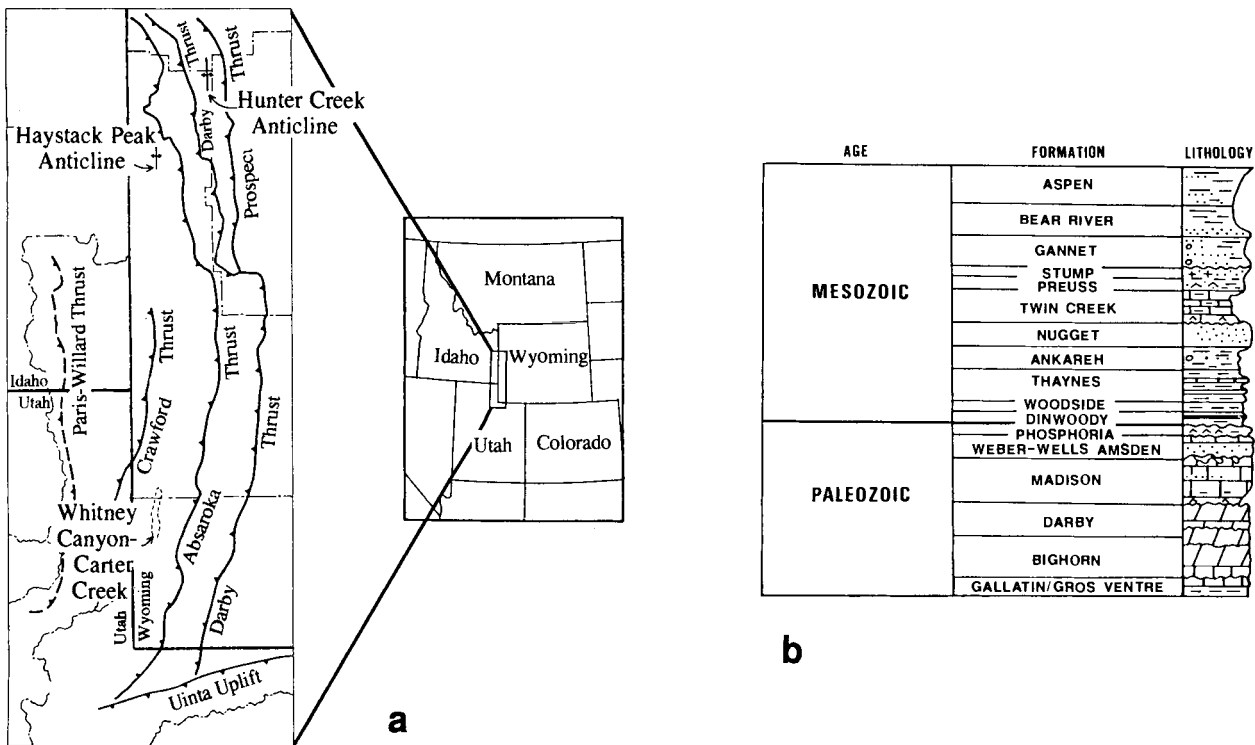 Thrust
Thrust
Darby
Hunter Creek
Anticline
Haystack Peak
Anticline
Prospect
Paris-Willard Thrust
Thrust
Thrust
Thrust
Idaho
Utah
Crawford
Whitney
Canyon-
Carter
Creek
Absaroka
Darby
Utah
Wyoming
Uinta Uplift
Montana
Idaho
Wyoming
Utah
Colorado
a
AGE FORMATION LITHOLOGY
MESOZOIC
ASPEN
BEAR RIVER
GANNET
STUMP
PREUSS
TWIN CREEK
NUGGET
ANKAREH
THAYNES
WOODSIDE
DINWOODY
PALEOZOIC
PHOSPHORIA
WEBER-WELLS AMSDEN
MADISON
DARBY
BIGHORN
GALLATIN/GROS VENTRE
b